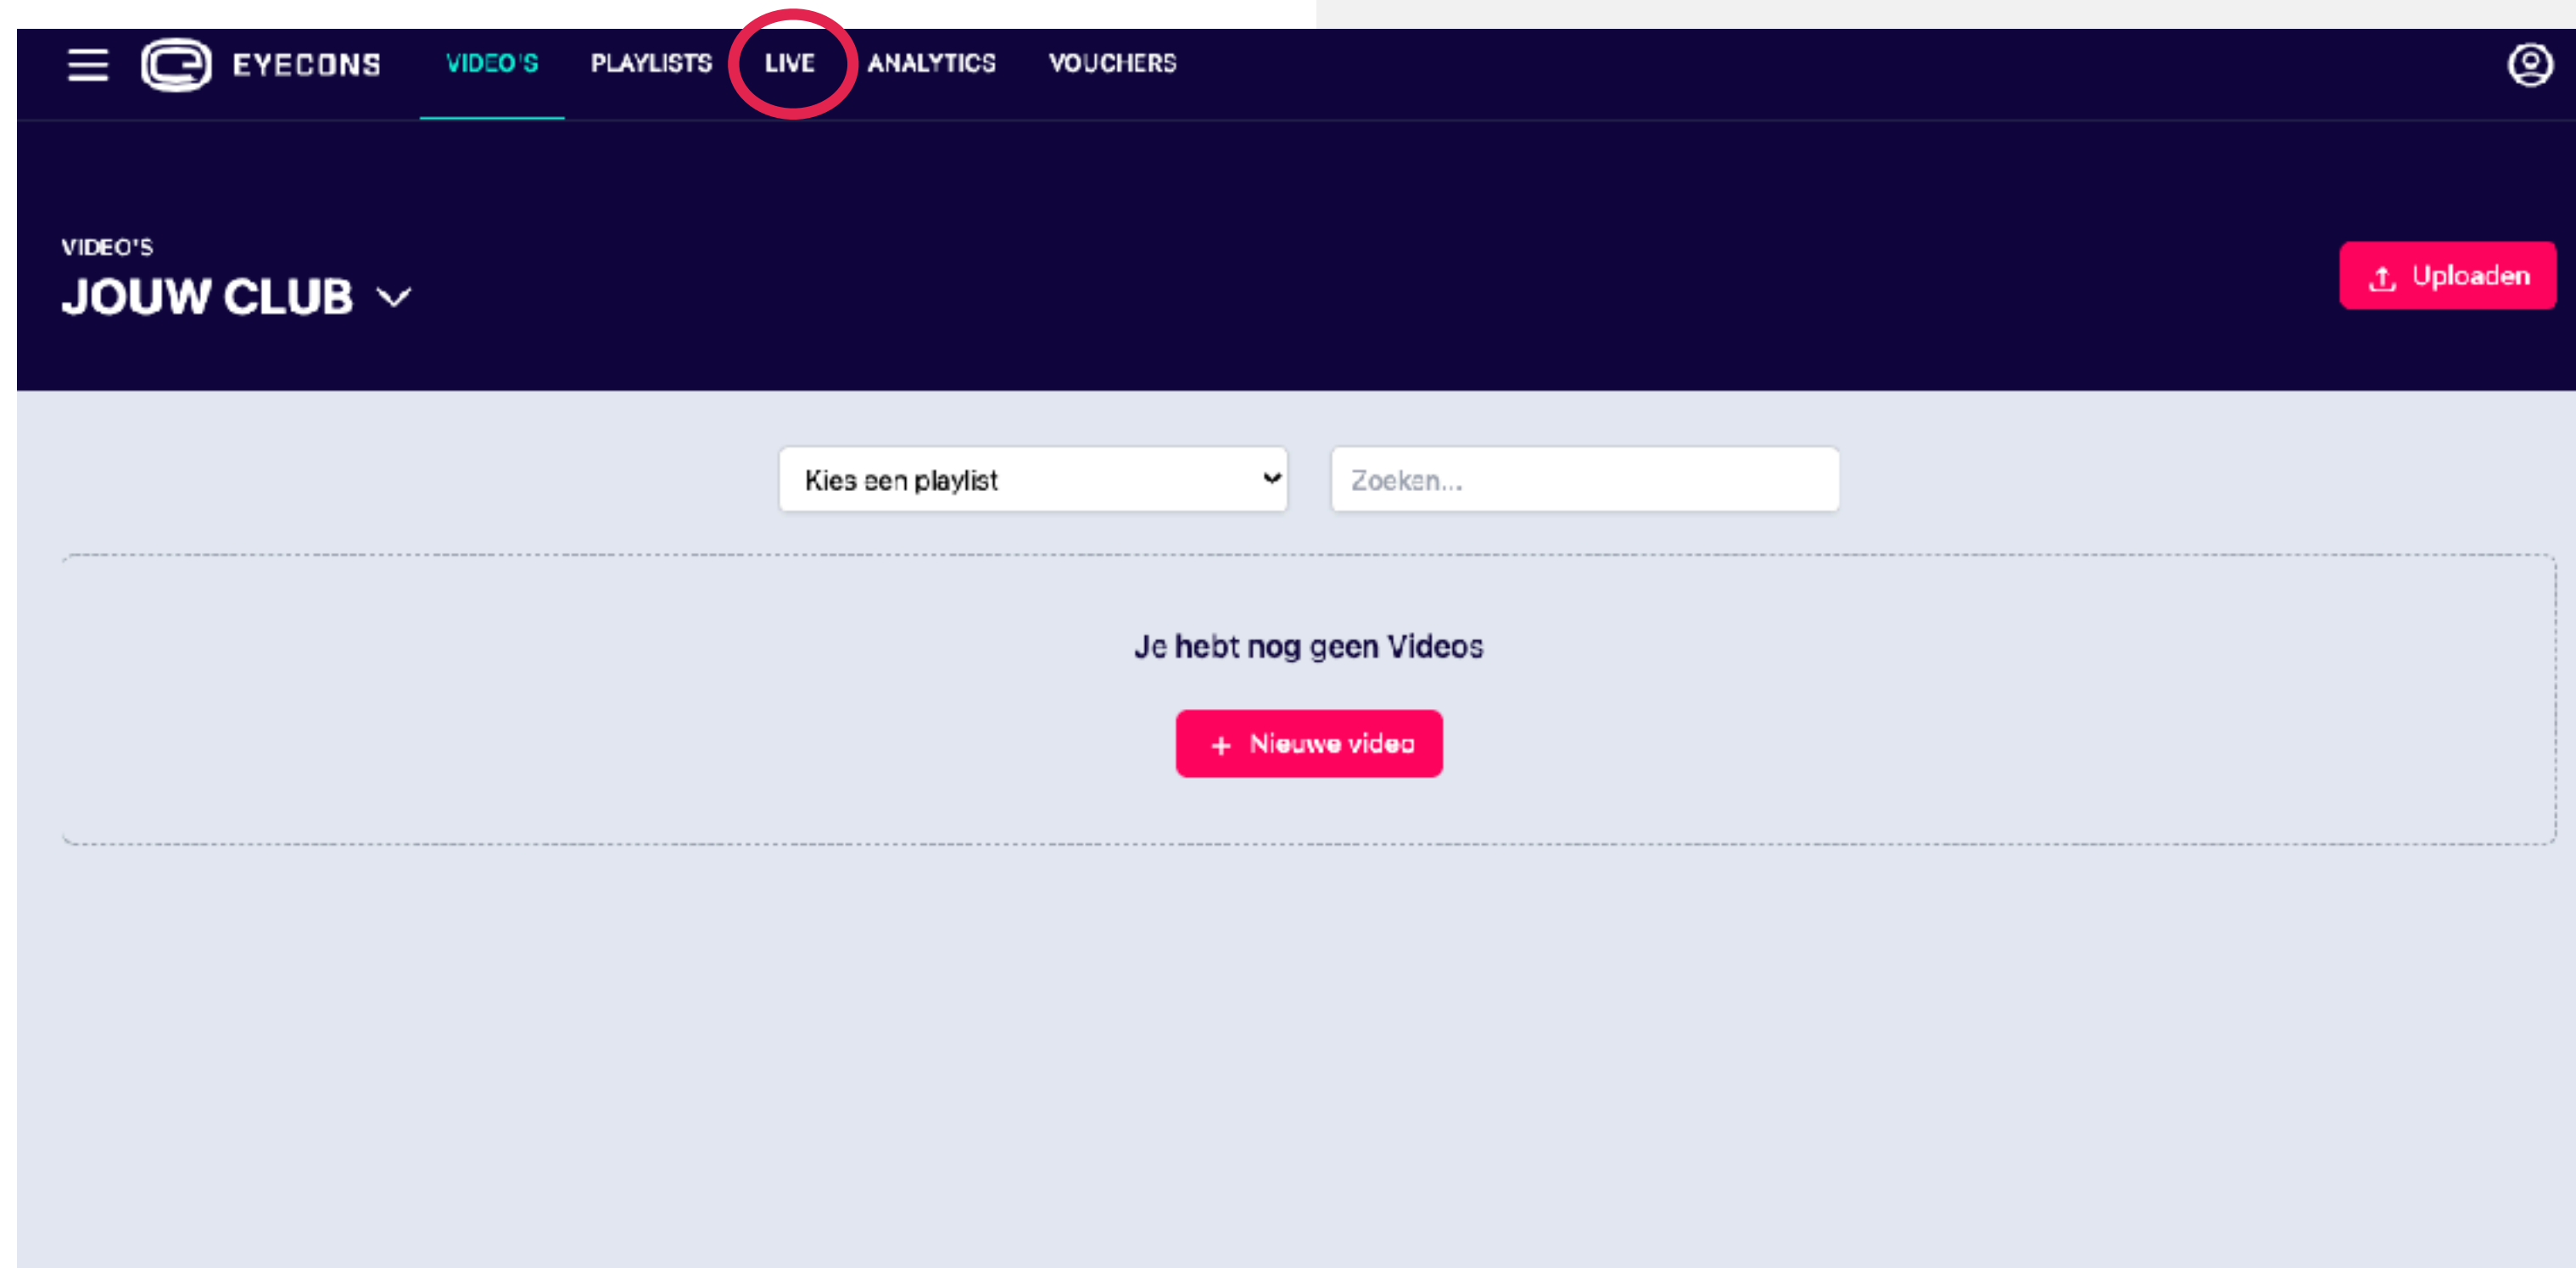 EYECONS VIDEO'S PLAYLISTS LIVE ANALYTICS VOUCHERS
VIDEO'S
JOUW CLUB
Uploaden
Kies een playlist Zoeken...
Je hebt nog geen Videos
+ Nieuwe video